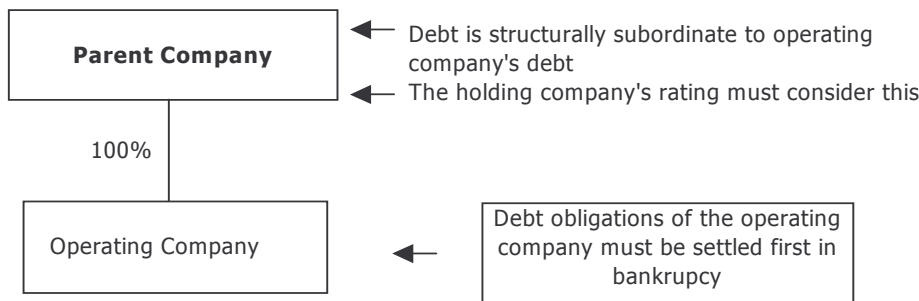 Parent Company
Debt is structurally subordinate to operating
company's debt
The holding company's rating must consider this
100%
Operating Company
Debt obligations of the operating
company must be settled first in
bankrupcy